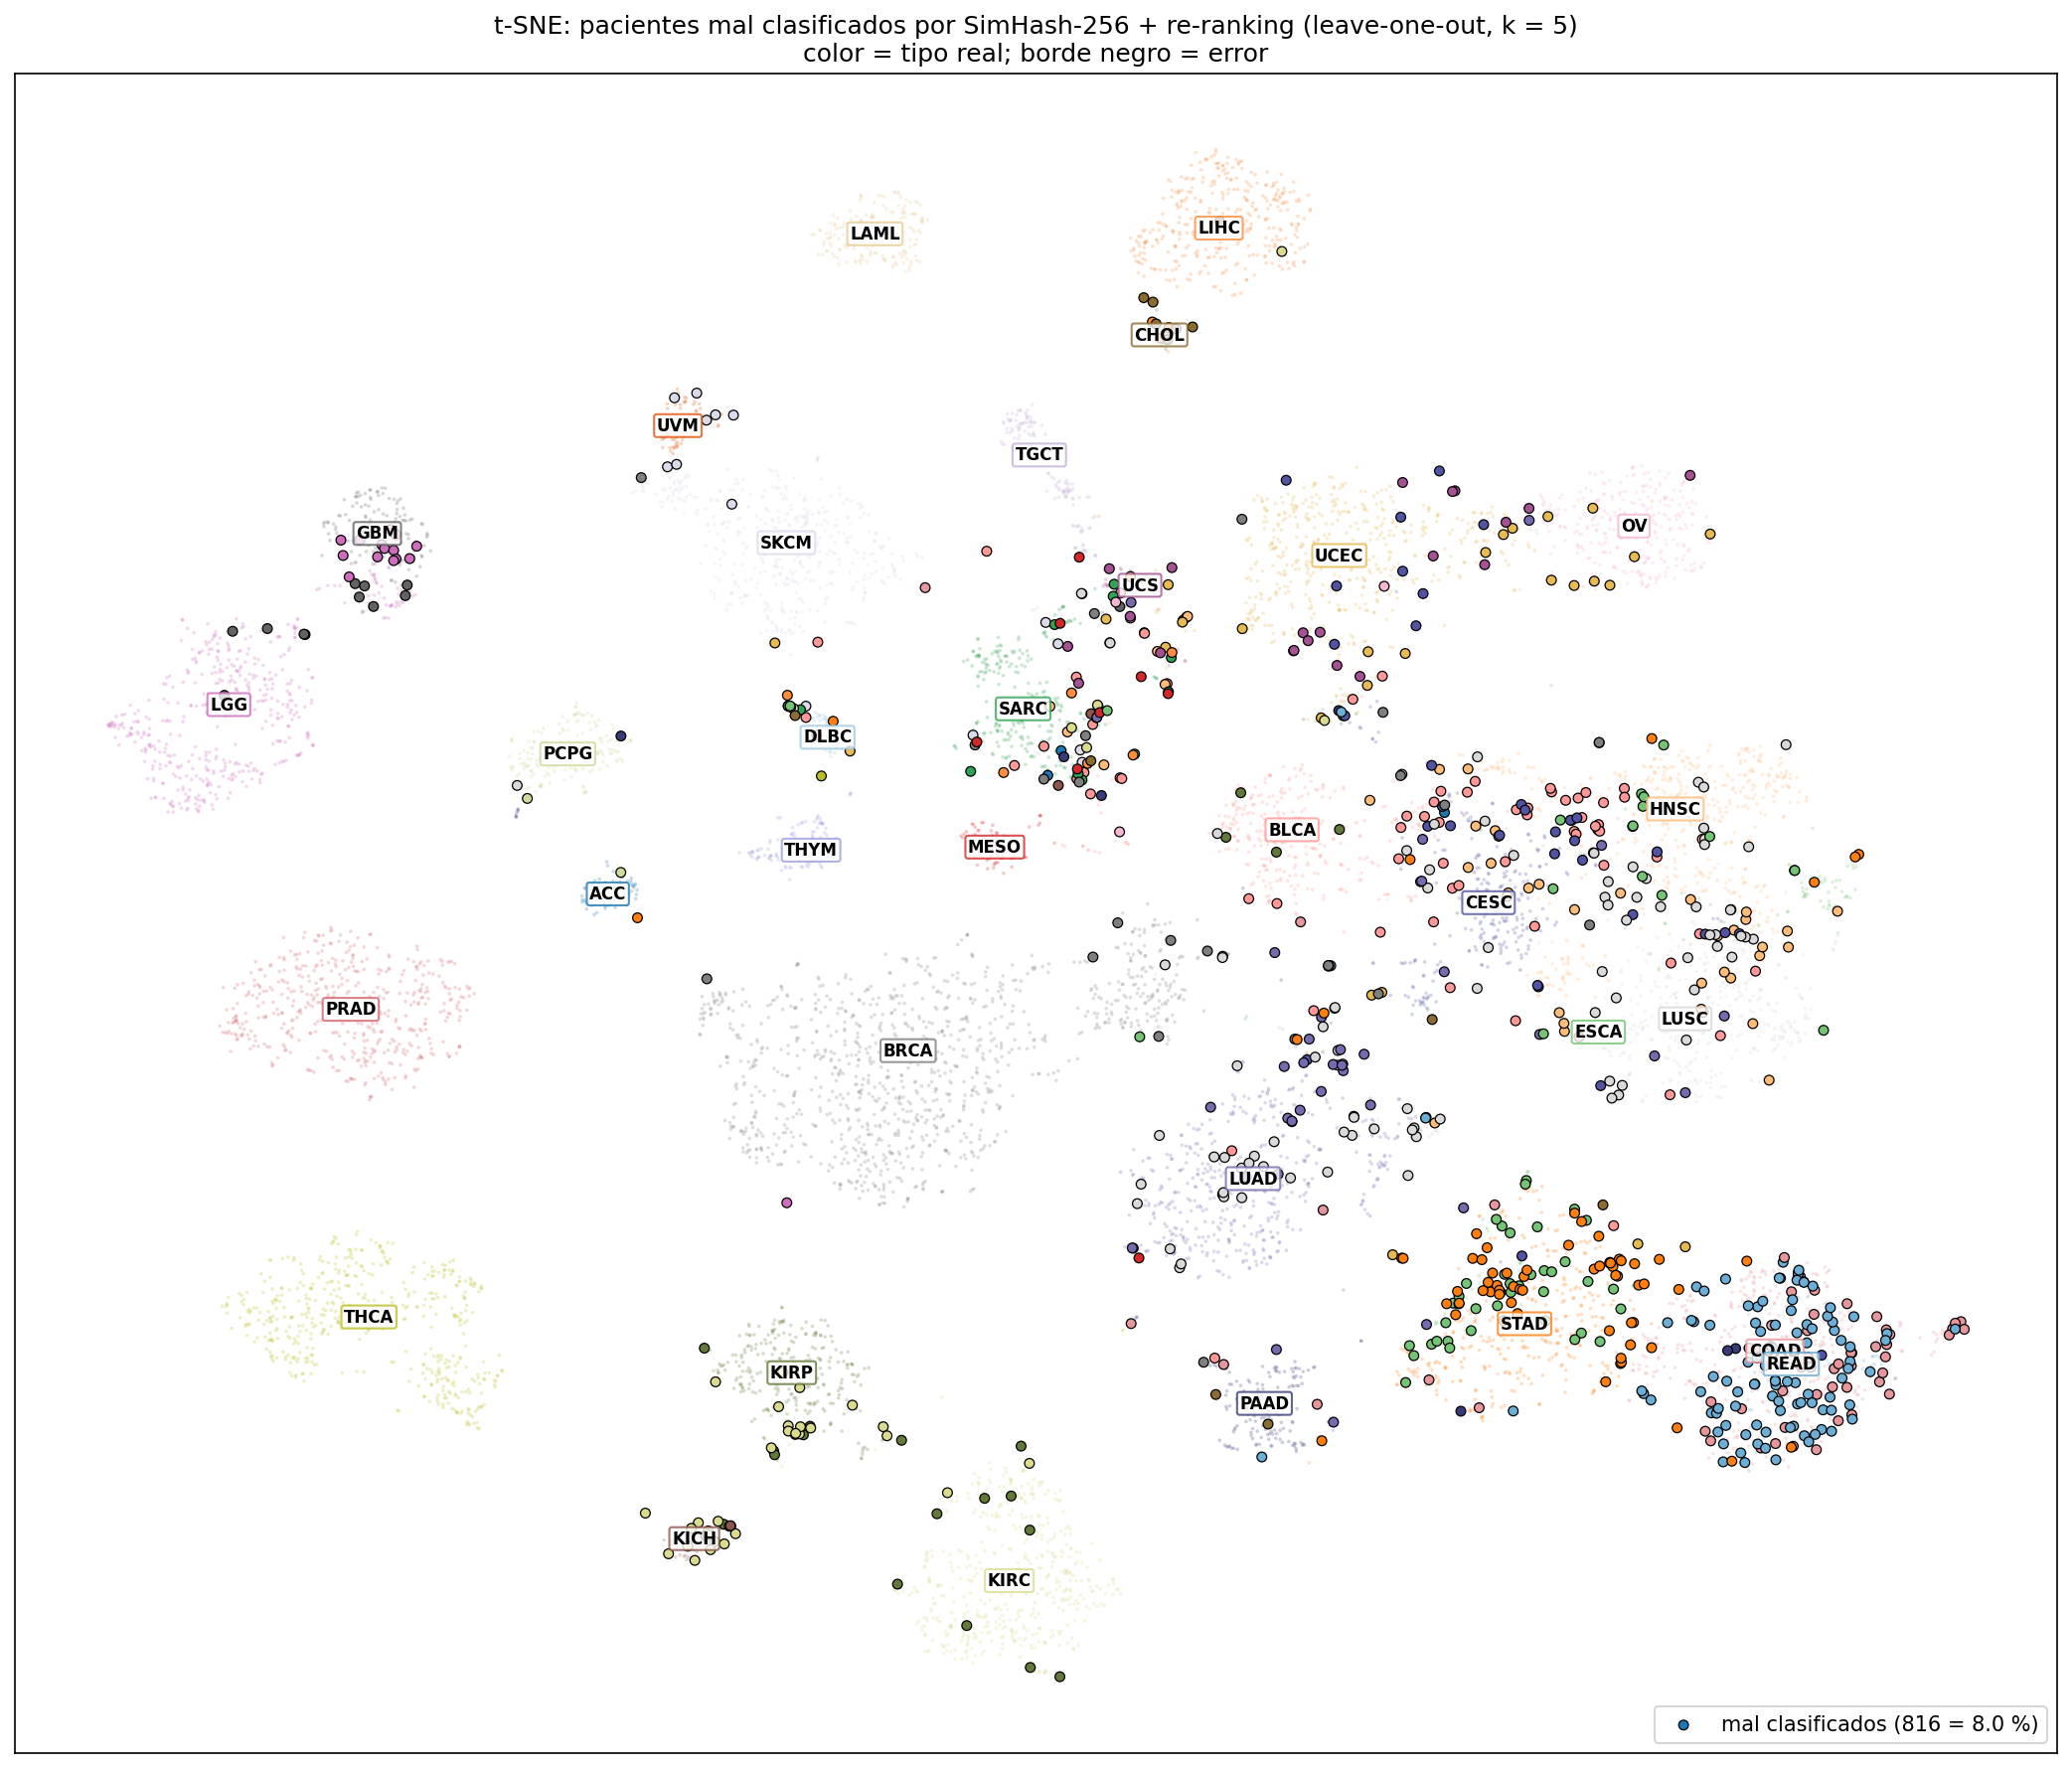 t-SNE: pacientes mal clasificados por SimHash-256 + re-ranking (leave-one-out, k = 5)
color = tipo real; borde negro = error
LAML
LIHC
CHOL
UVM
TGCT
GBM
SKCM
UCEC
OV
UCS
LGG
SARC
PCPG
DLBC
HNSC
BLCA
THYM
MESO
ACC
CESC
PRAD
LUSC
ESCA
BRCA
LUAD
THCA
STAD
COAD
READ
KIRP
PAAD
KICH
KIRC
mal clasificados (816 = 8.0 %)